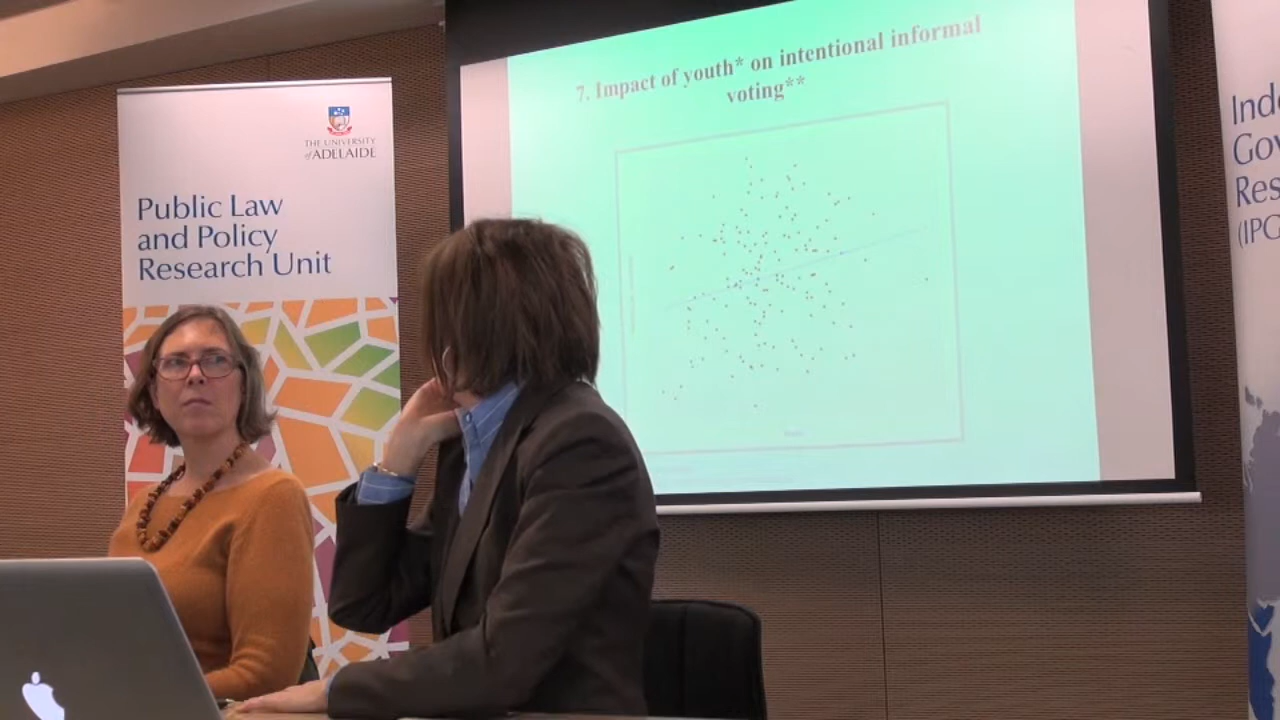 THE UNIVERSITY
of ADELAIDE
Public Law
and Policy
Research Unit
7. Impact of youth* on intentional informal
voting**
Ind
Gov
Res
(IPG